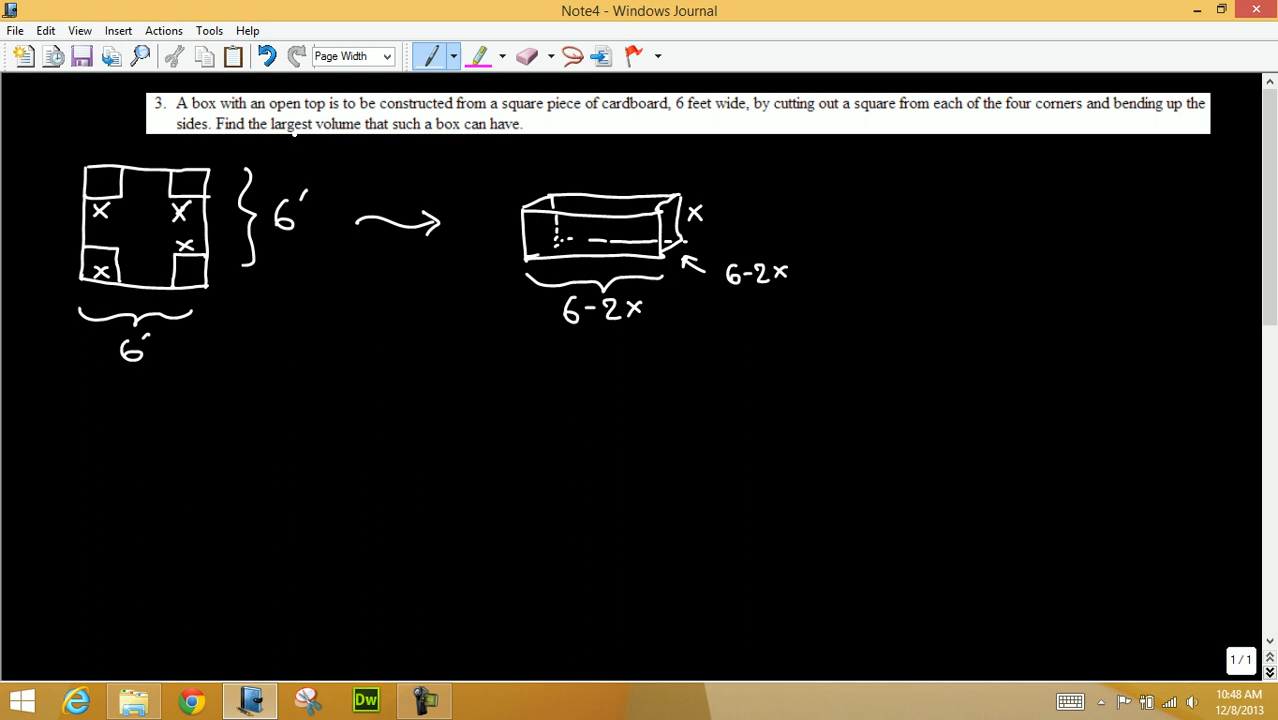 Note4 - Windows Journal
File Edit View Insert Actions Tools Help
Page Width
3. A box with an open top is to be constructed from a square piece of cardboard, 6 feet wide, by cutting out a square from each of the four corners and bending up the
sides. Find the largest volume that such a box can have.
x x
x
x
6'
6'
x
6-2x
6-2x
1 / 1
Dw
10:48 AM
12/8/2013